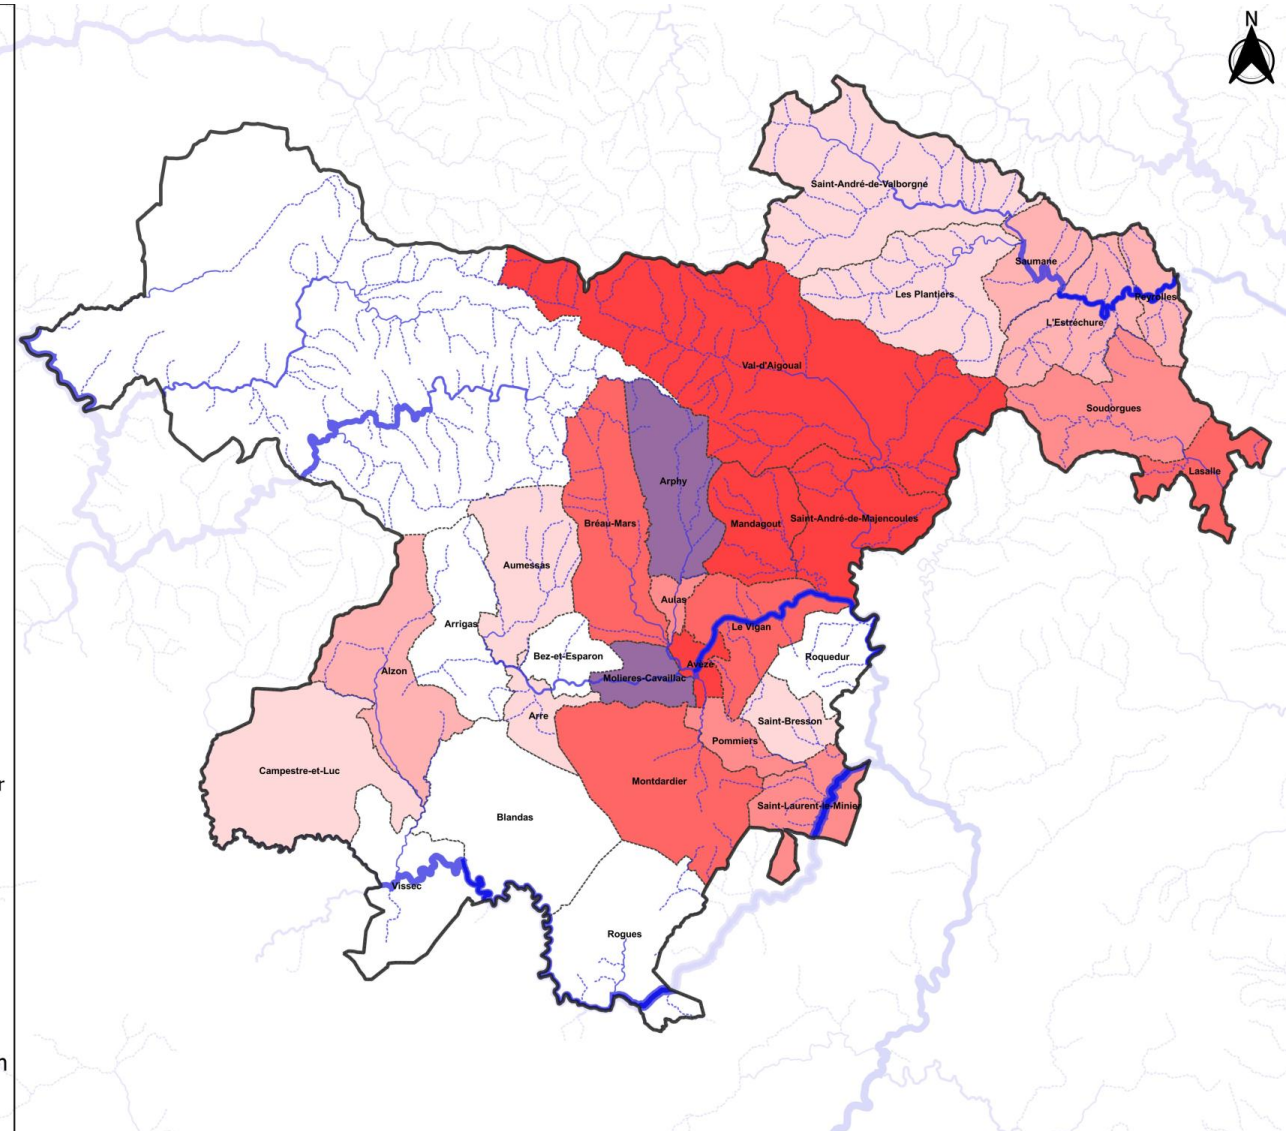 N
Saint-André-de-Valborgne
Saumane
Les Plantiers
Peyrolles
L'Estréchure
Val-d'Aigoual
Soudorgues
Lasalle
Arphy
Bréau-Mars
Mandagout
Saint-André-de-Majencoules
Aumessas
Aulas
Arrigas
Le Vigan
Bez-et-Esparon
Roquedur
Avèze
Alzon
Molieres-Cavaillac
Arre
Saint-Bresson
Pommiers
Campestre-et-Luc
Montdardier
r
Saint-Laurent-le-Minier
Blandas
Vissec
Rogues
n